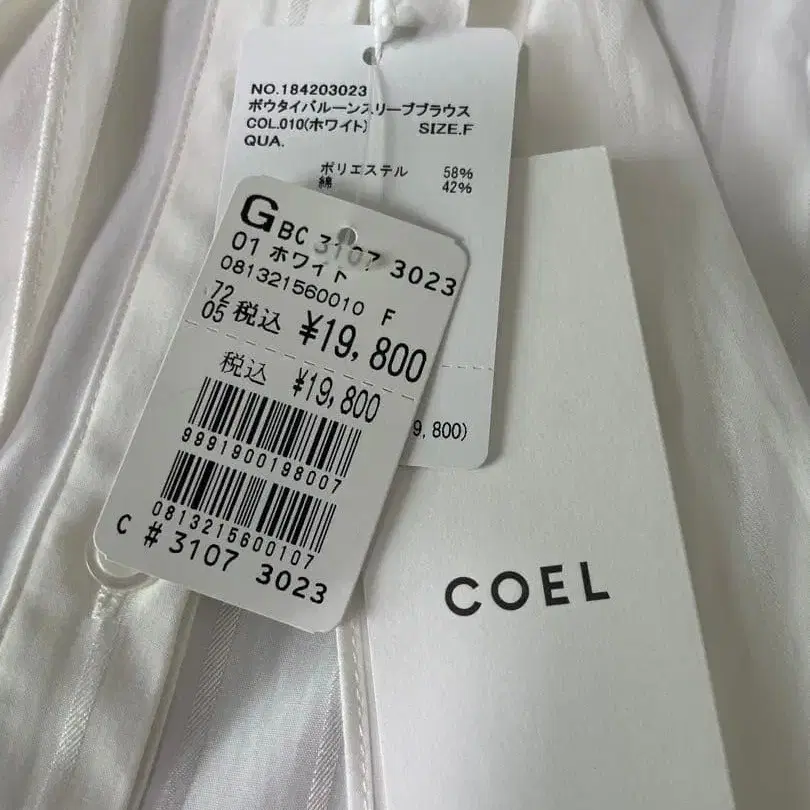 NO.184203023
ボウタイバルーンスリーブブラウス
COL.010(ホワイト) SIZE.F
QUA.
ポリエステル 58%
綿 42%
9,800)
G BC 3107 3023
01 ホワイト
081321560010 F
72
05 税込 ¥19,800
税込 ¥19,800
9991900198007
0813215600107
C # 3107 3023
COEL